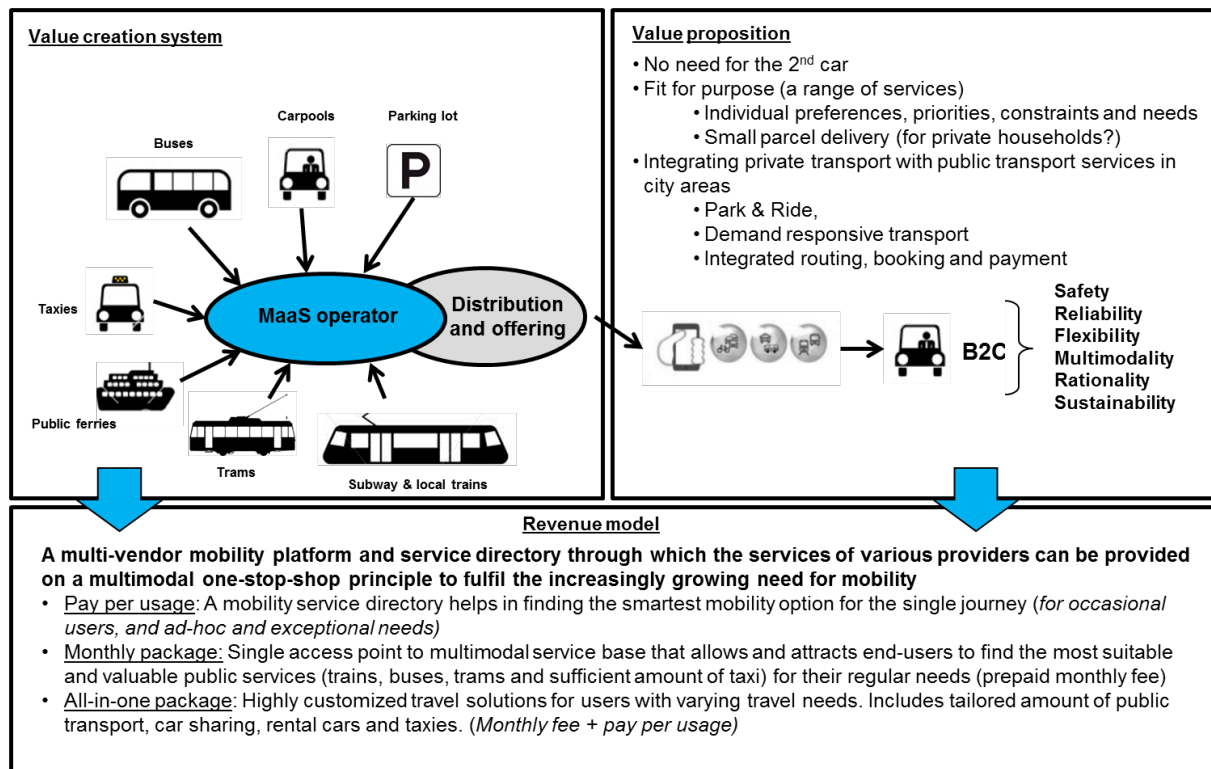 Value creation system
Carpools
Parking lot
Buses
P
Taxies
MaaS operator
Distribution
and offering
Public ferries
Trams
Subway & local trains
Value proposition
• No need for the 2nd car
• Fit for purpose (a range of services)
• Individual preferences, priorities, constraints and needs
• Small parcel delivery (for private households?)
• Integrating private transport with public transport services in
city areas
• Park & Ride,
• Demand responsive transport
• Integrated routing, booking and payment
B2C
Safety
Reliability
Flexibility
Multimodality
Rationality
Sustainability
Revenue model
A multi-vendor mobility platform and service directory through which the services of various providers can be provided
on a multimodal one-stop-shop principle to fulfil the increasingly growing need for mobility
• Pay per usage: A mobility service directory helps in finding the smartest mobility option for the single journey (for occasional
users, and ad-hoc and exceptional needs)
• Monthly package: Single access point to multimodal service base that allows and attracts end-users to find the most suitable
and valuable public services (trains, buses, trams and sufficient amount of taxi) for their regular needs (prepaid monthly fee)
• All-in-one package: Highly customized travel solutions for users with varying travel needs. Includes tailored amount of public
transport, car sharing, rental cars and taxies. (Monthly fee + pay per usage)